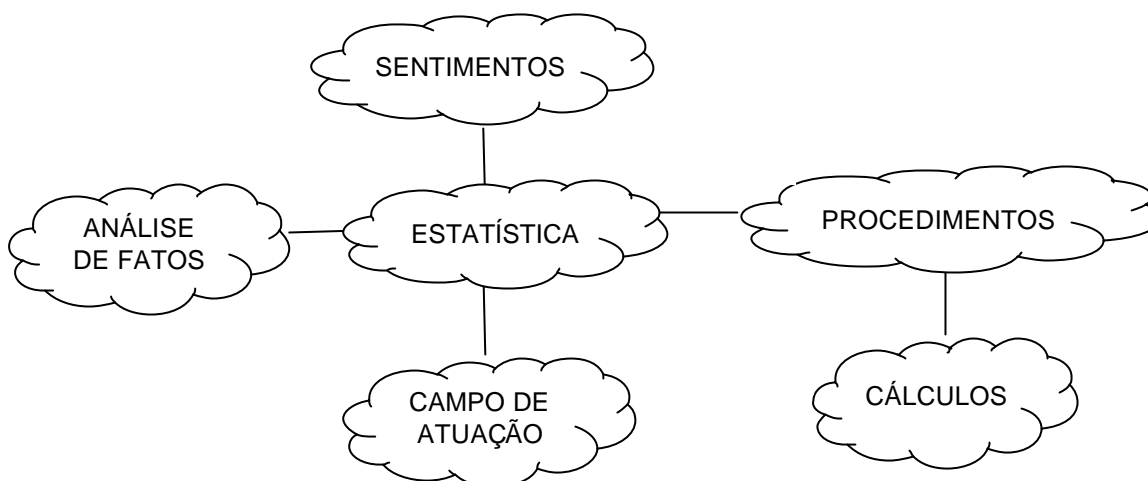 SENTIMENTOS
ANÁLISE
DE FATOS
ESTATÍSTICA
PROCEDIMENTOS
CAMPO DE
ATUAÇÃO
CÁLCULOS